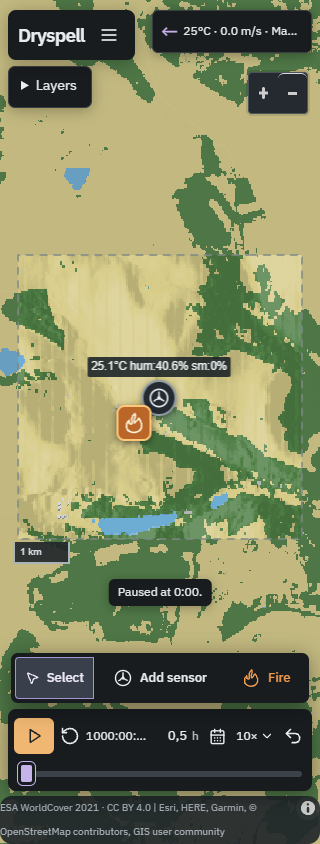 Dryspell
25°C · 0.0 m/s · Ma...
Layers
+ −
25.1°C hum:40.6% sm:0%
1 km
Paused at 0:00.
Select
Add sensor
Fire
1000:00:...
0,5 h
10×
ESA WorldCover 2021 · CC BY 4.0 | Esri, HERE, Garmin, ©
OpenStreetMap contributors, GIS user community